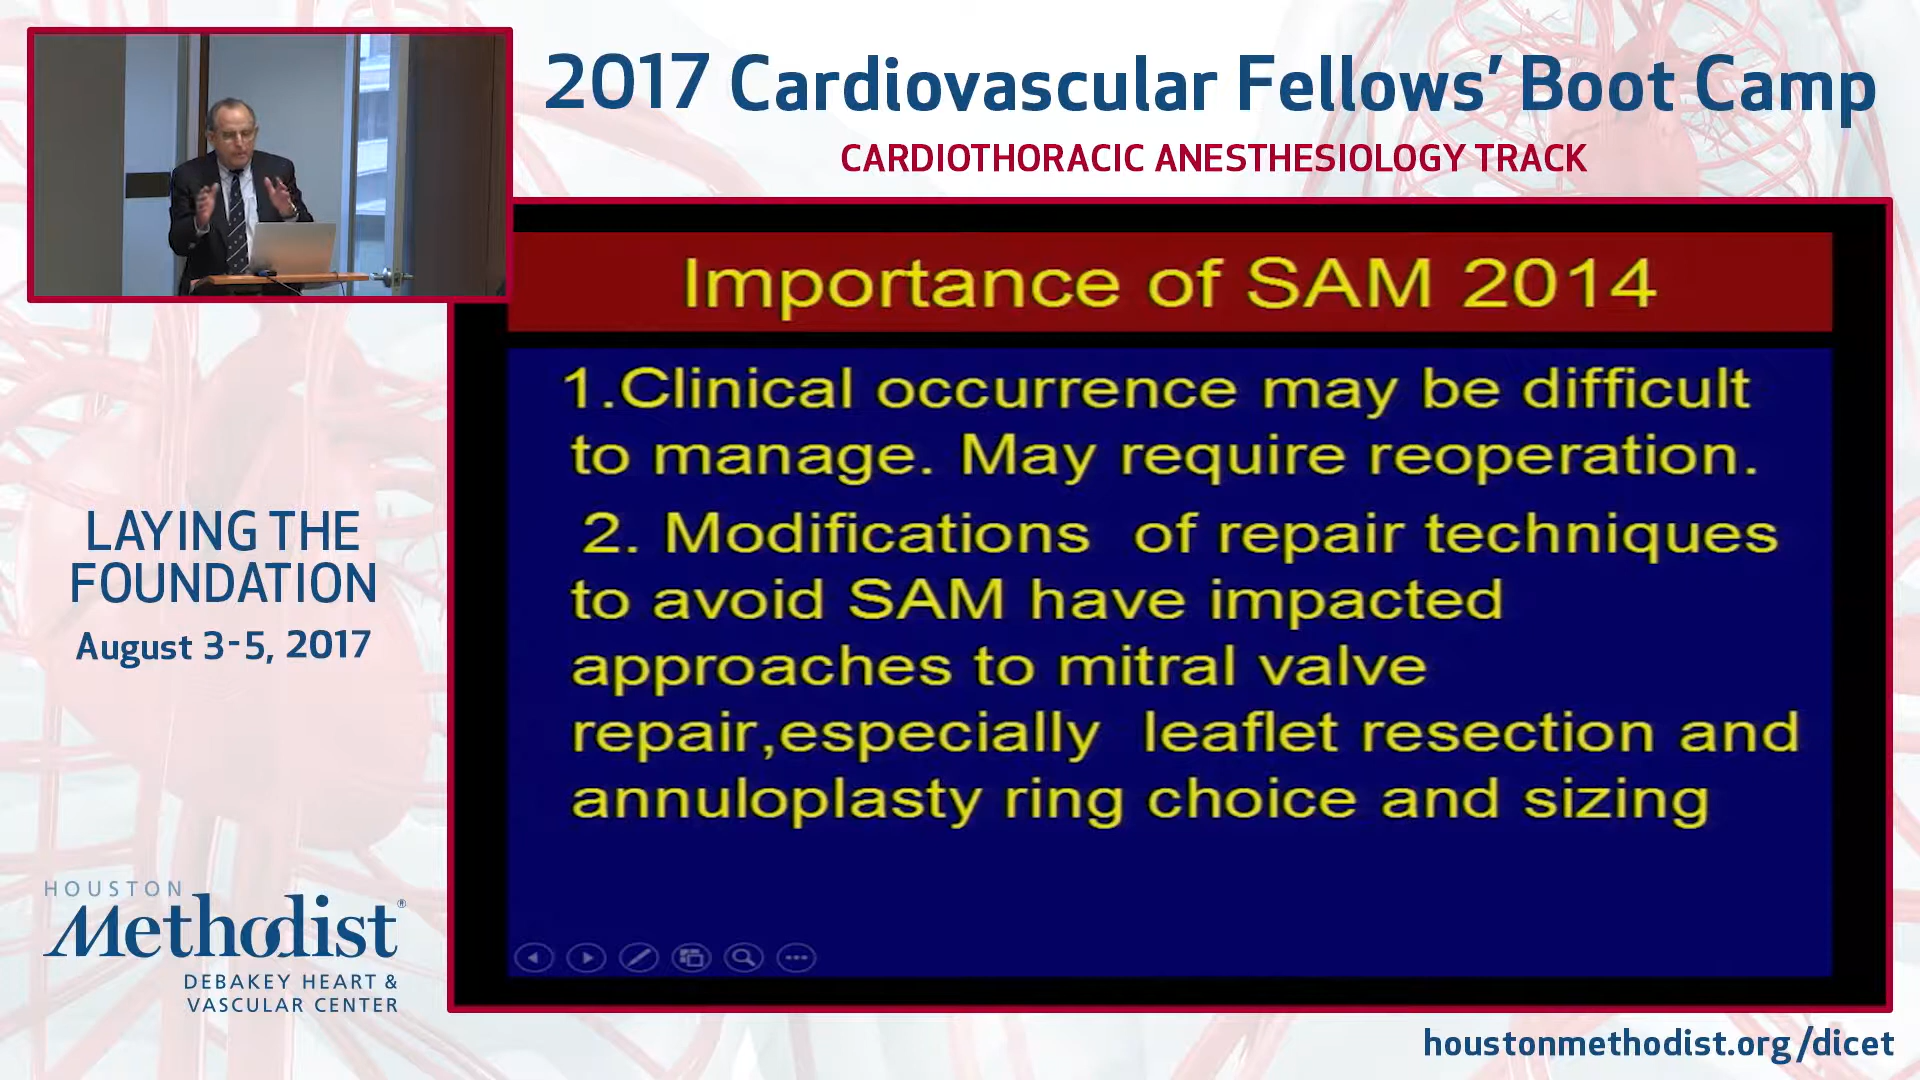 2017 Cardiovascular Fellows’ Boot Camp
CARDIOTHORACIC ANESTHESIOLOGY TRACK
Importance of SAM 2014
1.Clinical occurrence may be difficult
to manage. May require reoperation.
2. Modifications of repair techniques
to avoid SAM have impacted
approaches to mitral valve
repair,especially leaflet resection and
annuloplasty ring choice and sizing
LAYING THE
FOUNDATION
August 3-5, 2017
HOUSTON
Methodist®
DEBAKEY HEART &
VASCULAR CENTER
houstonmethodist.org/dicet